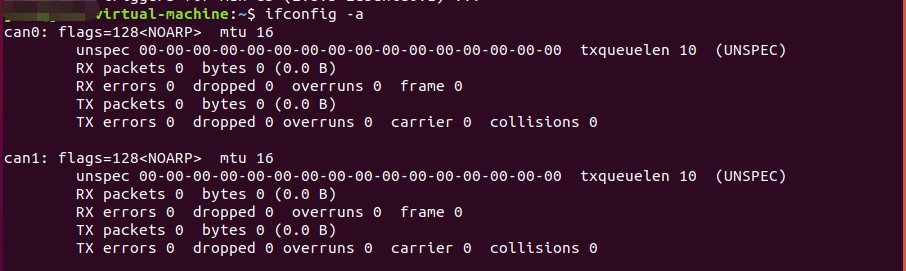 virtual-machine:~$ ifconfig -a
can0: flags=128<NOARP>  mtu 16
        unspec 00-00-00-00-00-00-00-00-00-00-00-00-00-00-00-00  txqueuelen 10  (UNSPEC)
        RX packets 0  bytes 0 (0.0 B)
        RX errors 0  dropped 0  overruns 0  frame 0
        TX packets 0  bytes 0 (0.0 B)
        TX errors 0  dropped 0 overruns 0  carrier 0  collisions 0

can1: flags=128<NOARP>  mtu 16
        unspec 00-00-00-00-00-00-00-00-00-00-00-00-00-00-00-00  txqueuelen 10  (UNSPEC)
        RX packets 0  bytes 0 (0.0 B)
        RX errors 0  dropped 0  overruns 0  frame 0
        TX packets 0  bytes 0 (0.0 B)
        TX errors 0  dropped 0 overruns 0  carrier 0  collisions 0